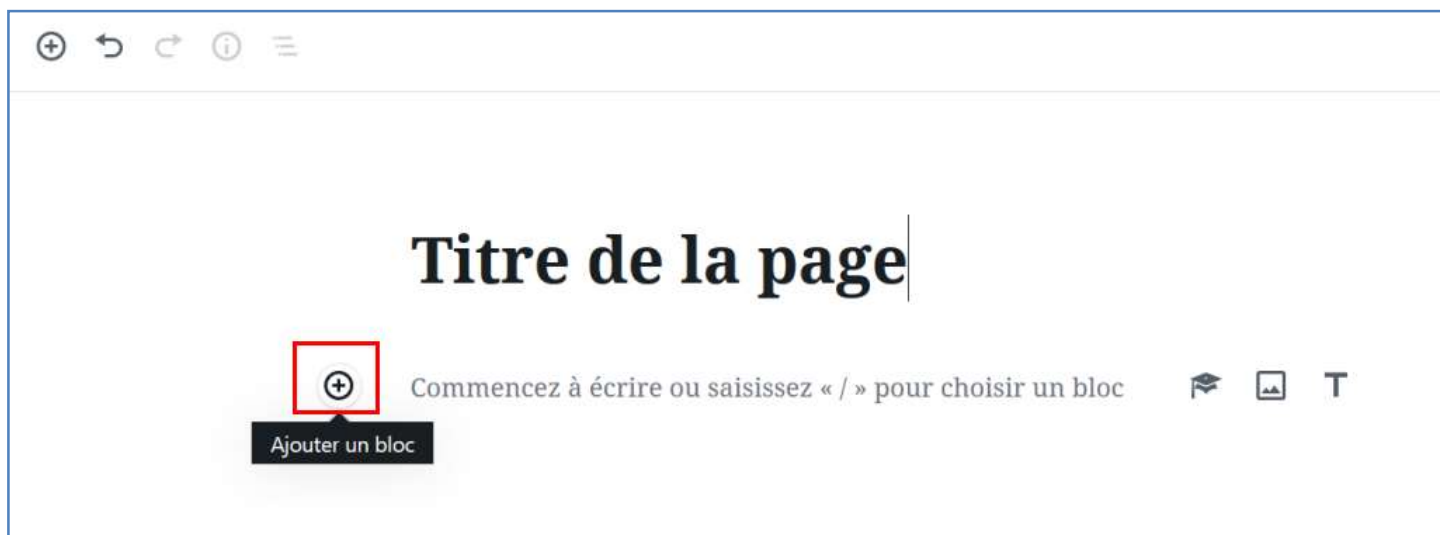 Titre de la page
Commencez à écrire ou saisissez « / » pour choisir un bloc
Ajouter un bloc